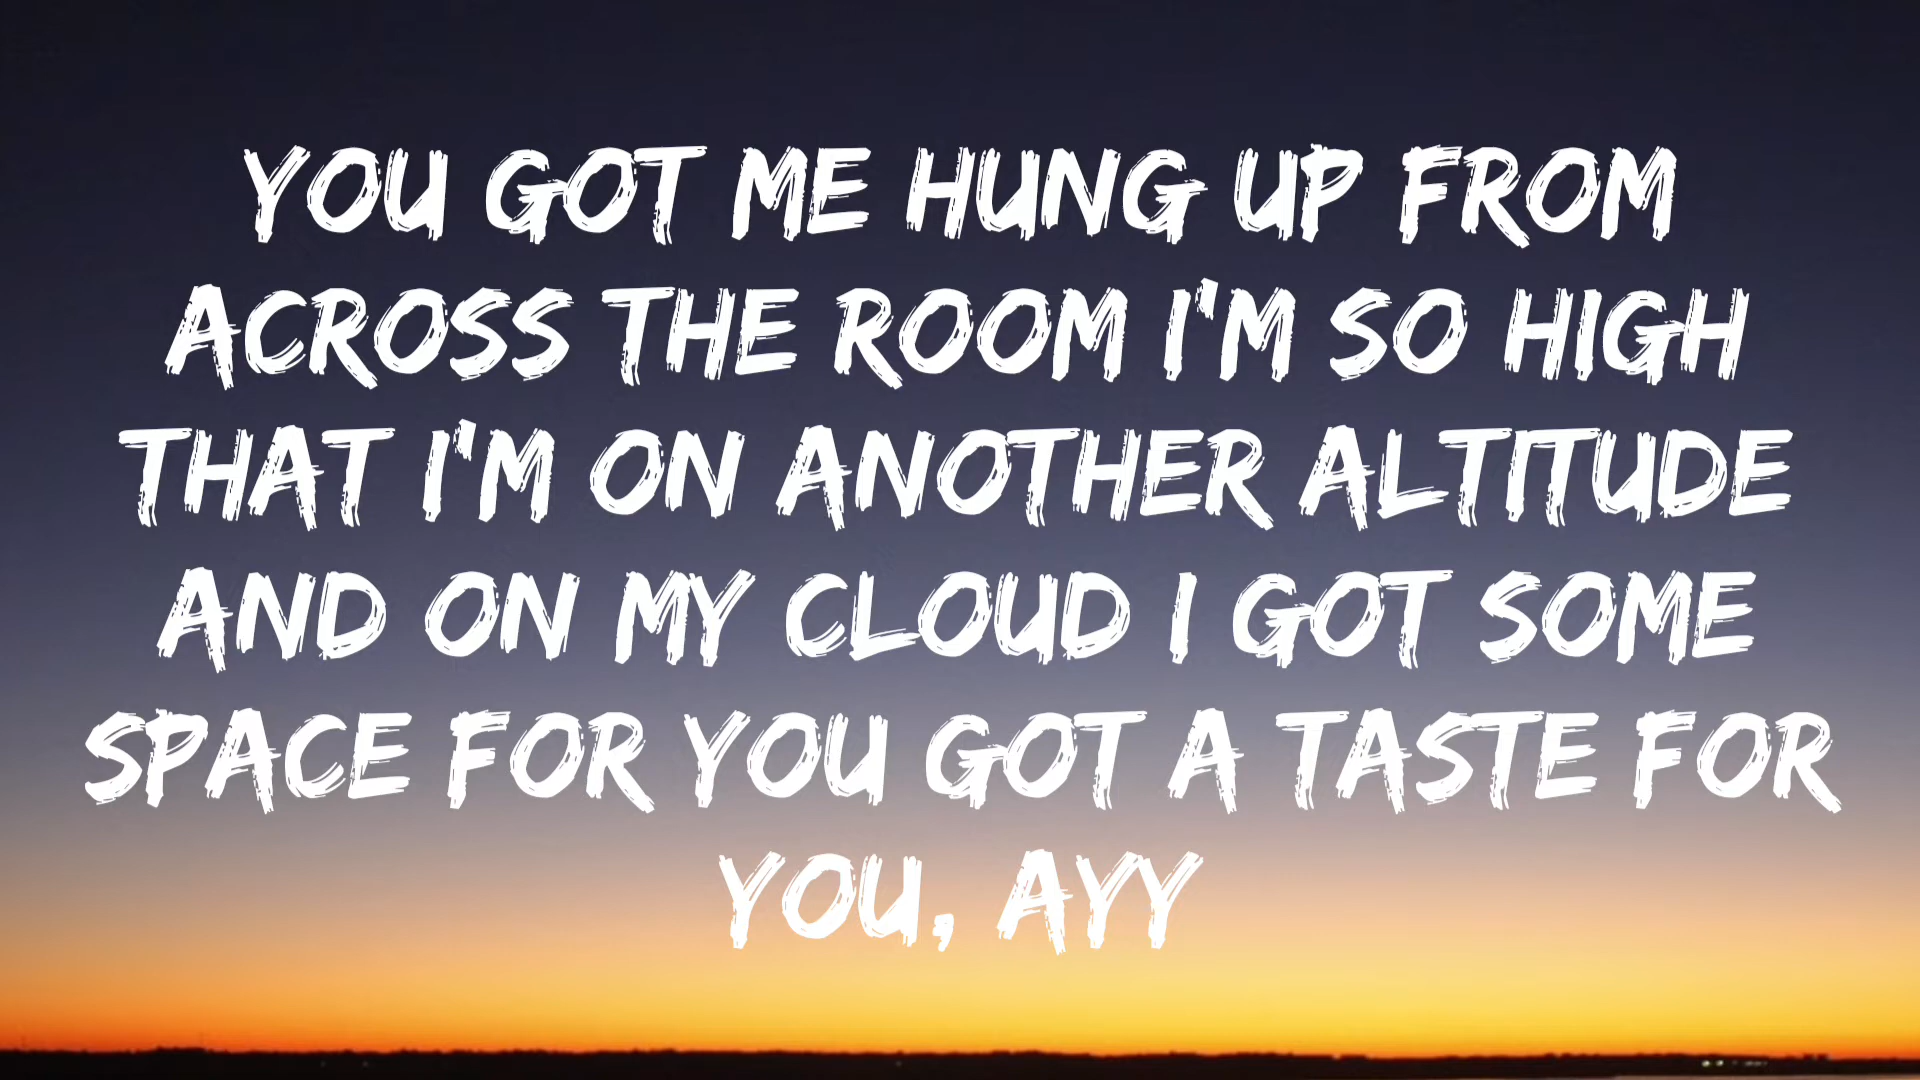 YOU GOT ME HUNG UP FROM
ACROSS THE ROOM I'M SO HIGH
THAT I'M ON ANOTHER ALTITUDE
AND ON MY CLOUD I GOT SOME
SPACE FOR YOU GOT A TASTE FOR
YOU, AYY